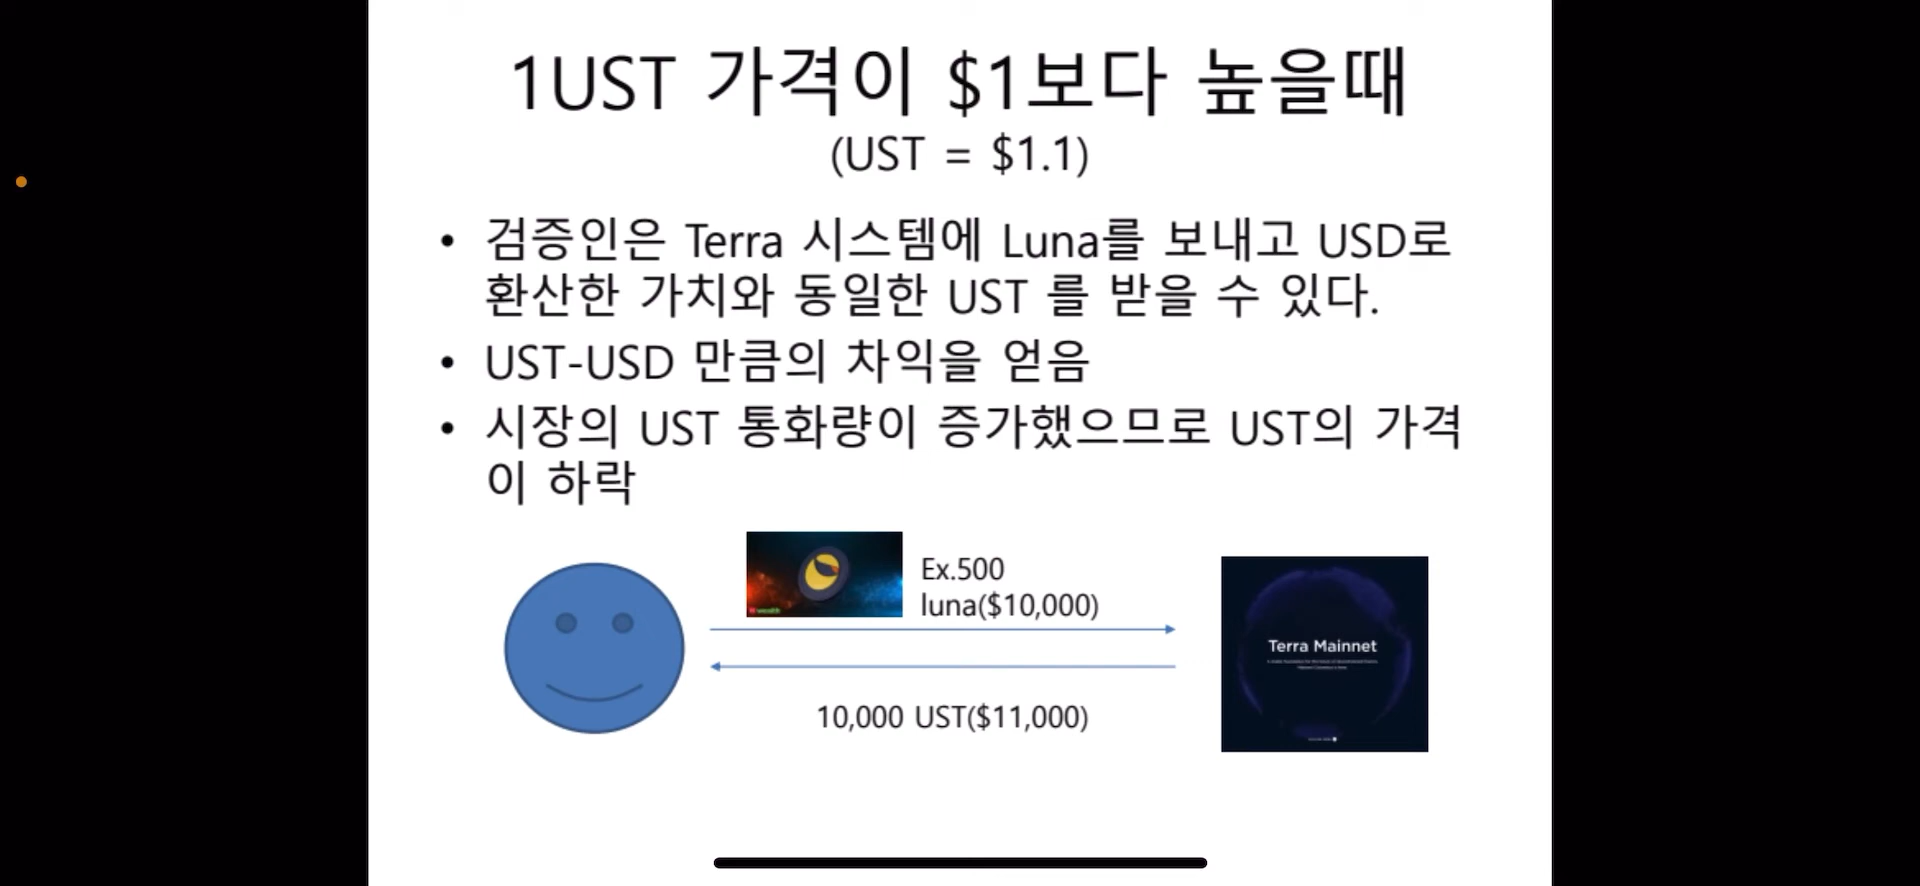 1UST 가격이 $1보다 높을때
(UST = $1.1)
• 검증인은 Terra 시스템에 Luna를 보내고 USD로
환산한 가치와 동일한 UST 를 받을 수 있다.
• UST-USD 만큼의 차익을 얻음
• 시장의 UST 통화량이 증가했으므로 UST의 가격
이 하락
Ex.500
luna($10,000)
wealth
Terra Mainnet
10,000 UST($11,000)